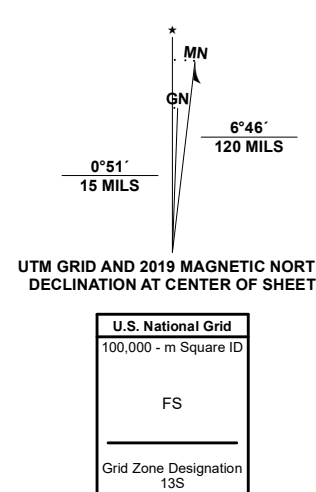 ★
MN
GN
6°46´
120 MILS
0°51´
15 MILS
UTM GRID AND 2019 MAGNETIC NORT
DECLINATION AT CENTER OF SHEET
U.S. National Grid
100,000 - m Square ID
FS
Grid Zone Designation
13S